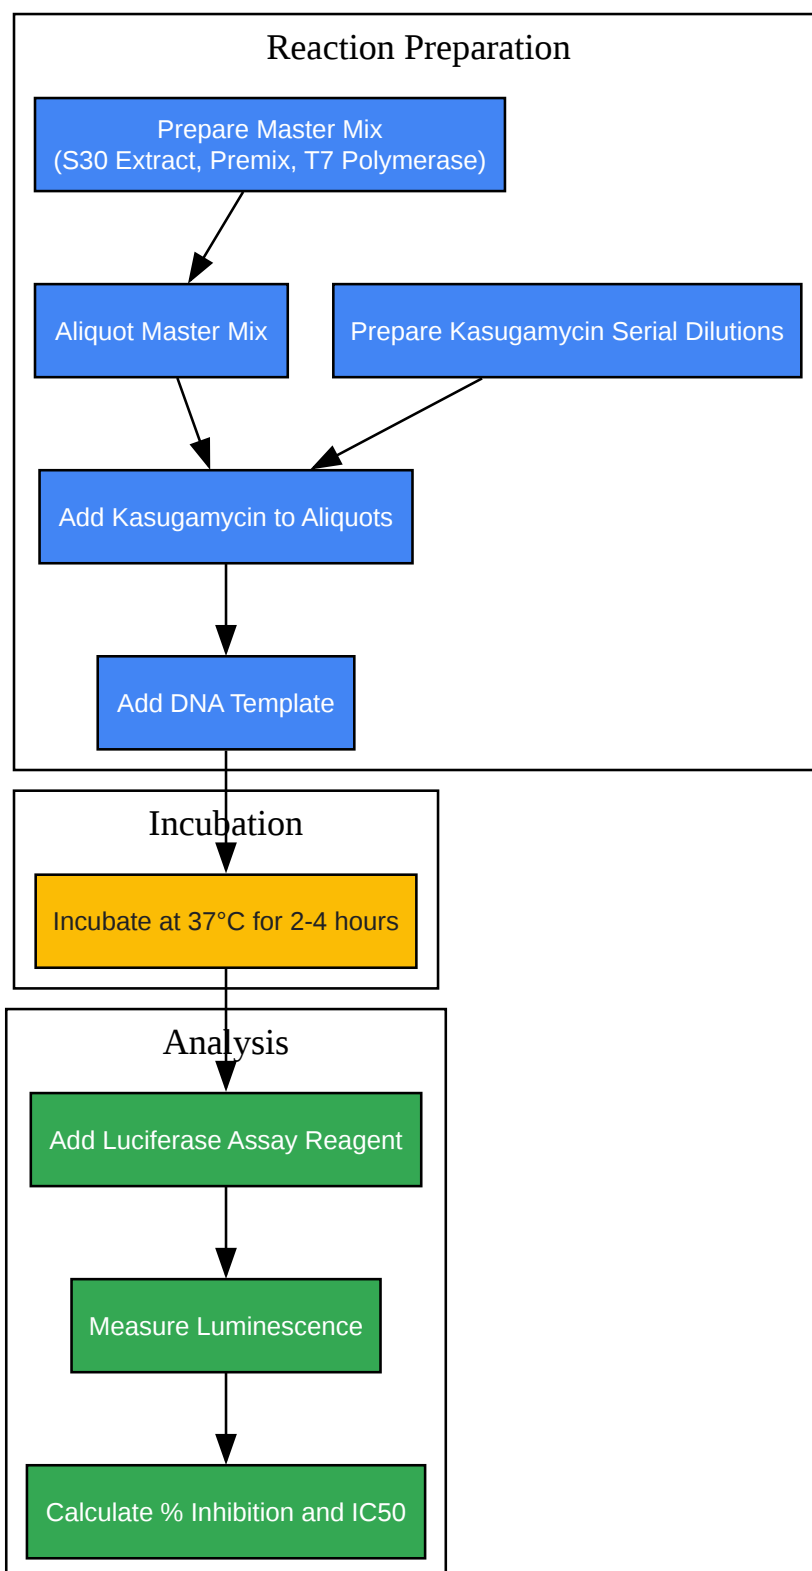 Reaction Preparation
Prepare Master Mix
(S30 Extract, Premix, T7 Polymerase)
Aliquot Master Mix
Prepare Kasugamycin Serial Dilutions
Add Kasugamycin to Aliquots
Add DNA Template
Incubation
Incubate at 37°C for 2-4 hours
Analysis
Add Luciferase Assay Reagent
Measure Luminescence
Calculate % Inhibition and IC50